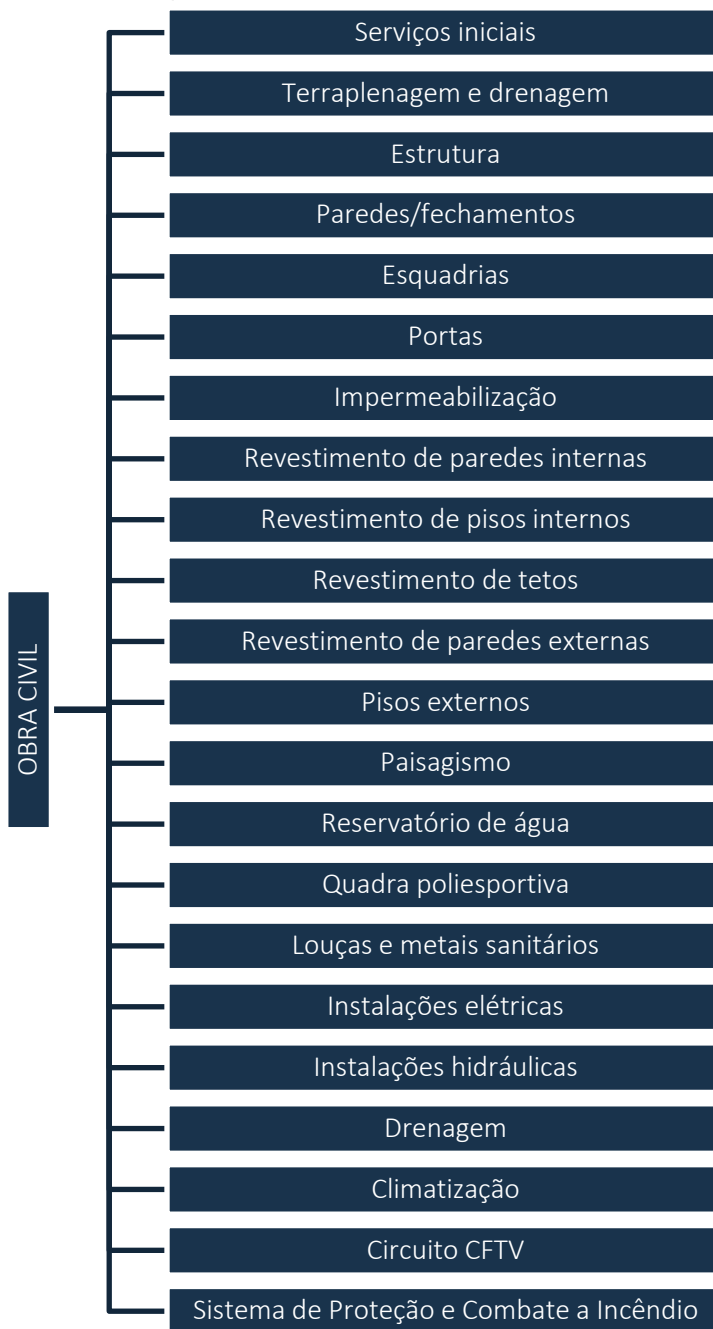 OBRA CIVIL
Serviços iniciais
Terraplenagem e drenagem
Estrutura
Paredes/fechamentos
Esquadrias
Portas
Impermeabilização
Revestimento de paredes internas
Revestimento de pisos internos
Revestimento de tetos
Revestimento de paredes externas
Pisos externos
Paisagismo
Reservatório de água
Quadra poliesportiva
Louças e metais sanitários
Instalações elétricas
Instalações hidráulicas
Drenagem
Climatização
Circuito CFTV
Sistema de Proteção e Combate a Incêndio